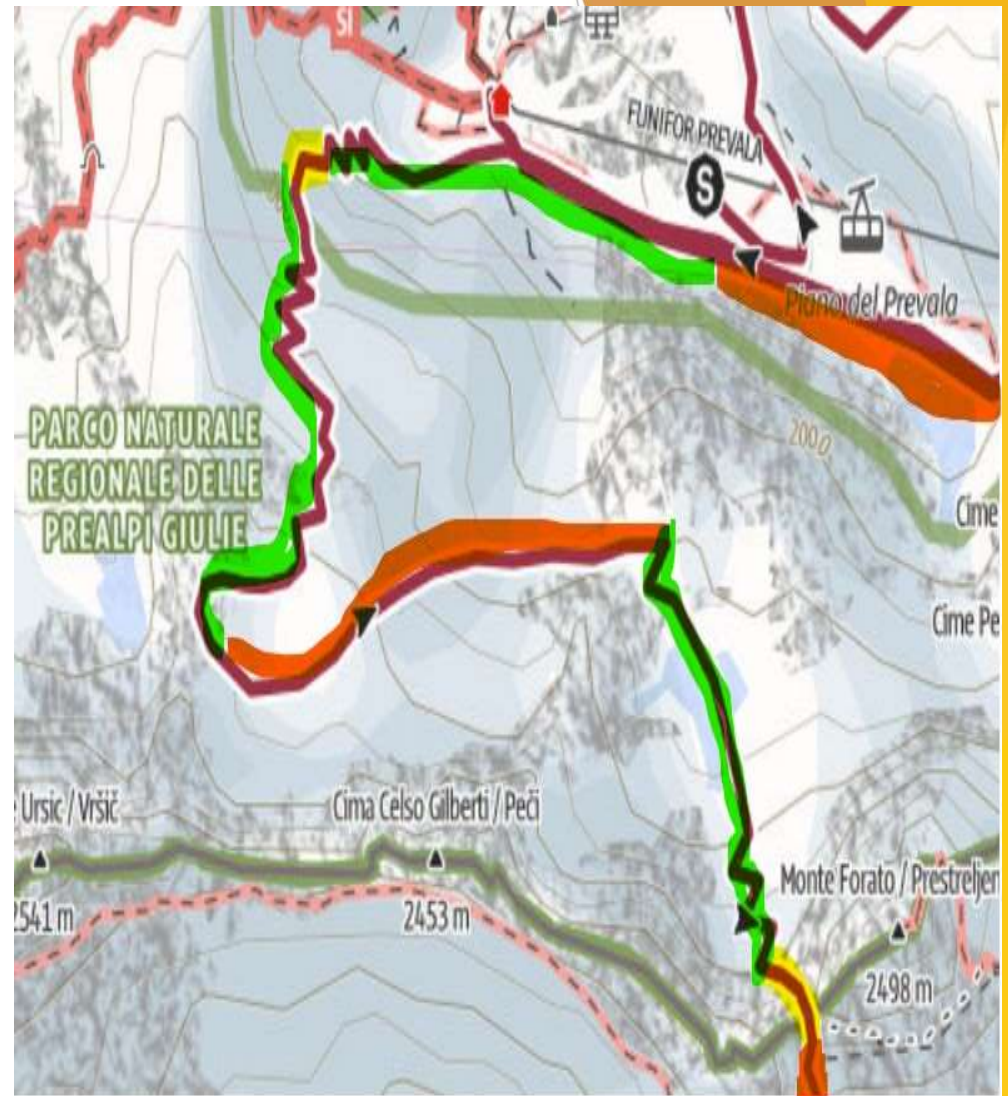 SI
FUNIFOR PREVALA
S
Piano del Prevala
2000
PARCO NATURALE
REGIONALE DELLE
PREALPI GIULIE
Cime
Cime Pe
Ursic / Vršič
Cima Celso Gilberti / Peči
Monte Forato / Prestreljen
2541 m
2453 m
2498 m